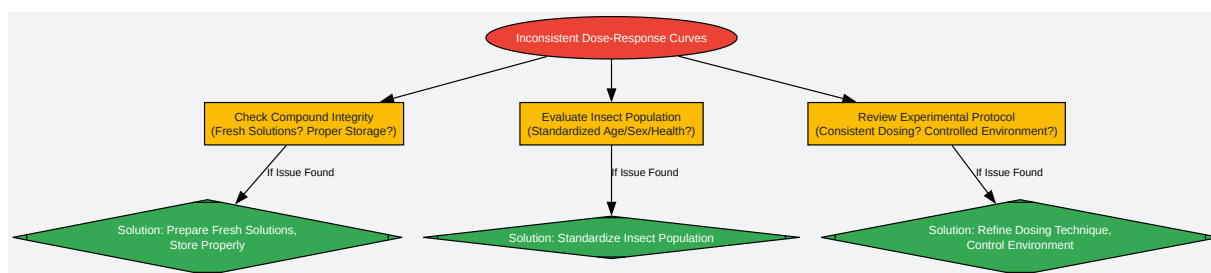 Inconsistent Dose-Response Curves
Check Compound Integrity
(Fresh Solutions? Proper Storage?)
Evaluate Insect Population
(Standardized Age/Sex/Health?)
Review Experimental Protocol
(Consistent Dosing? Controlled Environment?)
If Issue Found
If Issue Found
If Issue Found
Solution: Prepare Fresh Solutions,
Store Properly
Solution: Standardize Insect Population
Solution: Refine Dosing Technique,
Control Environment